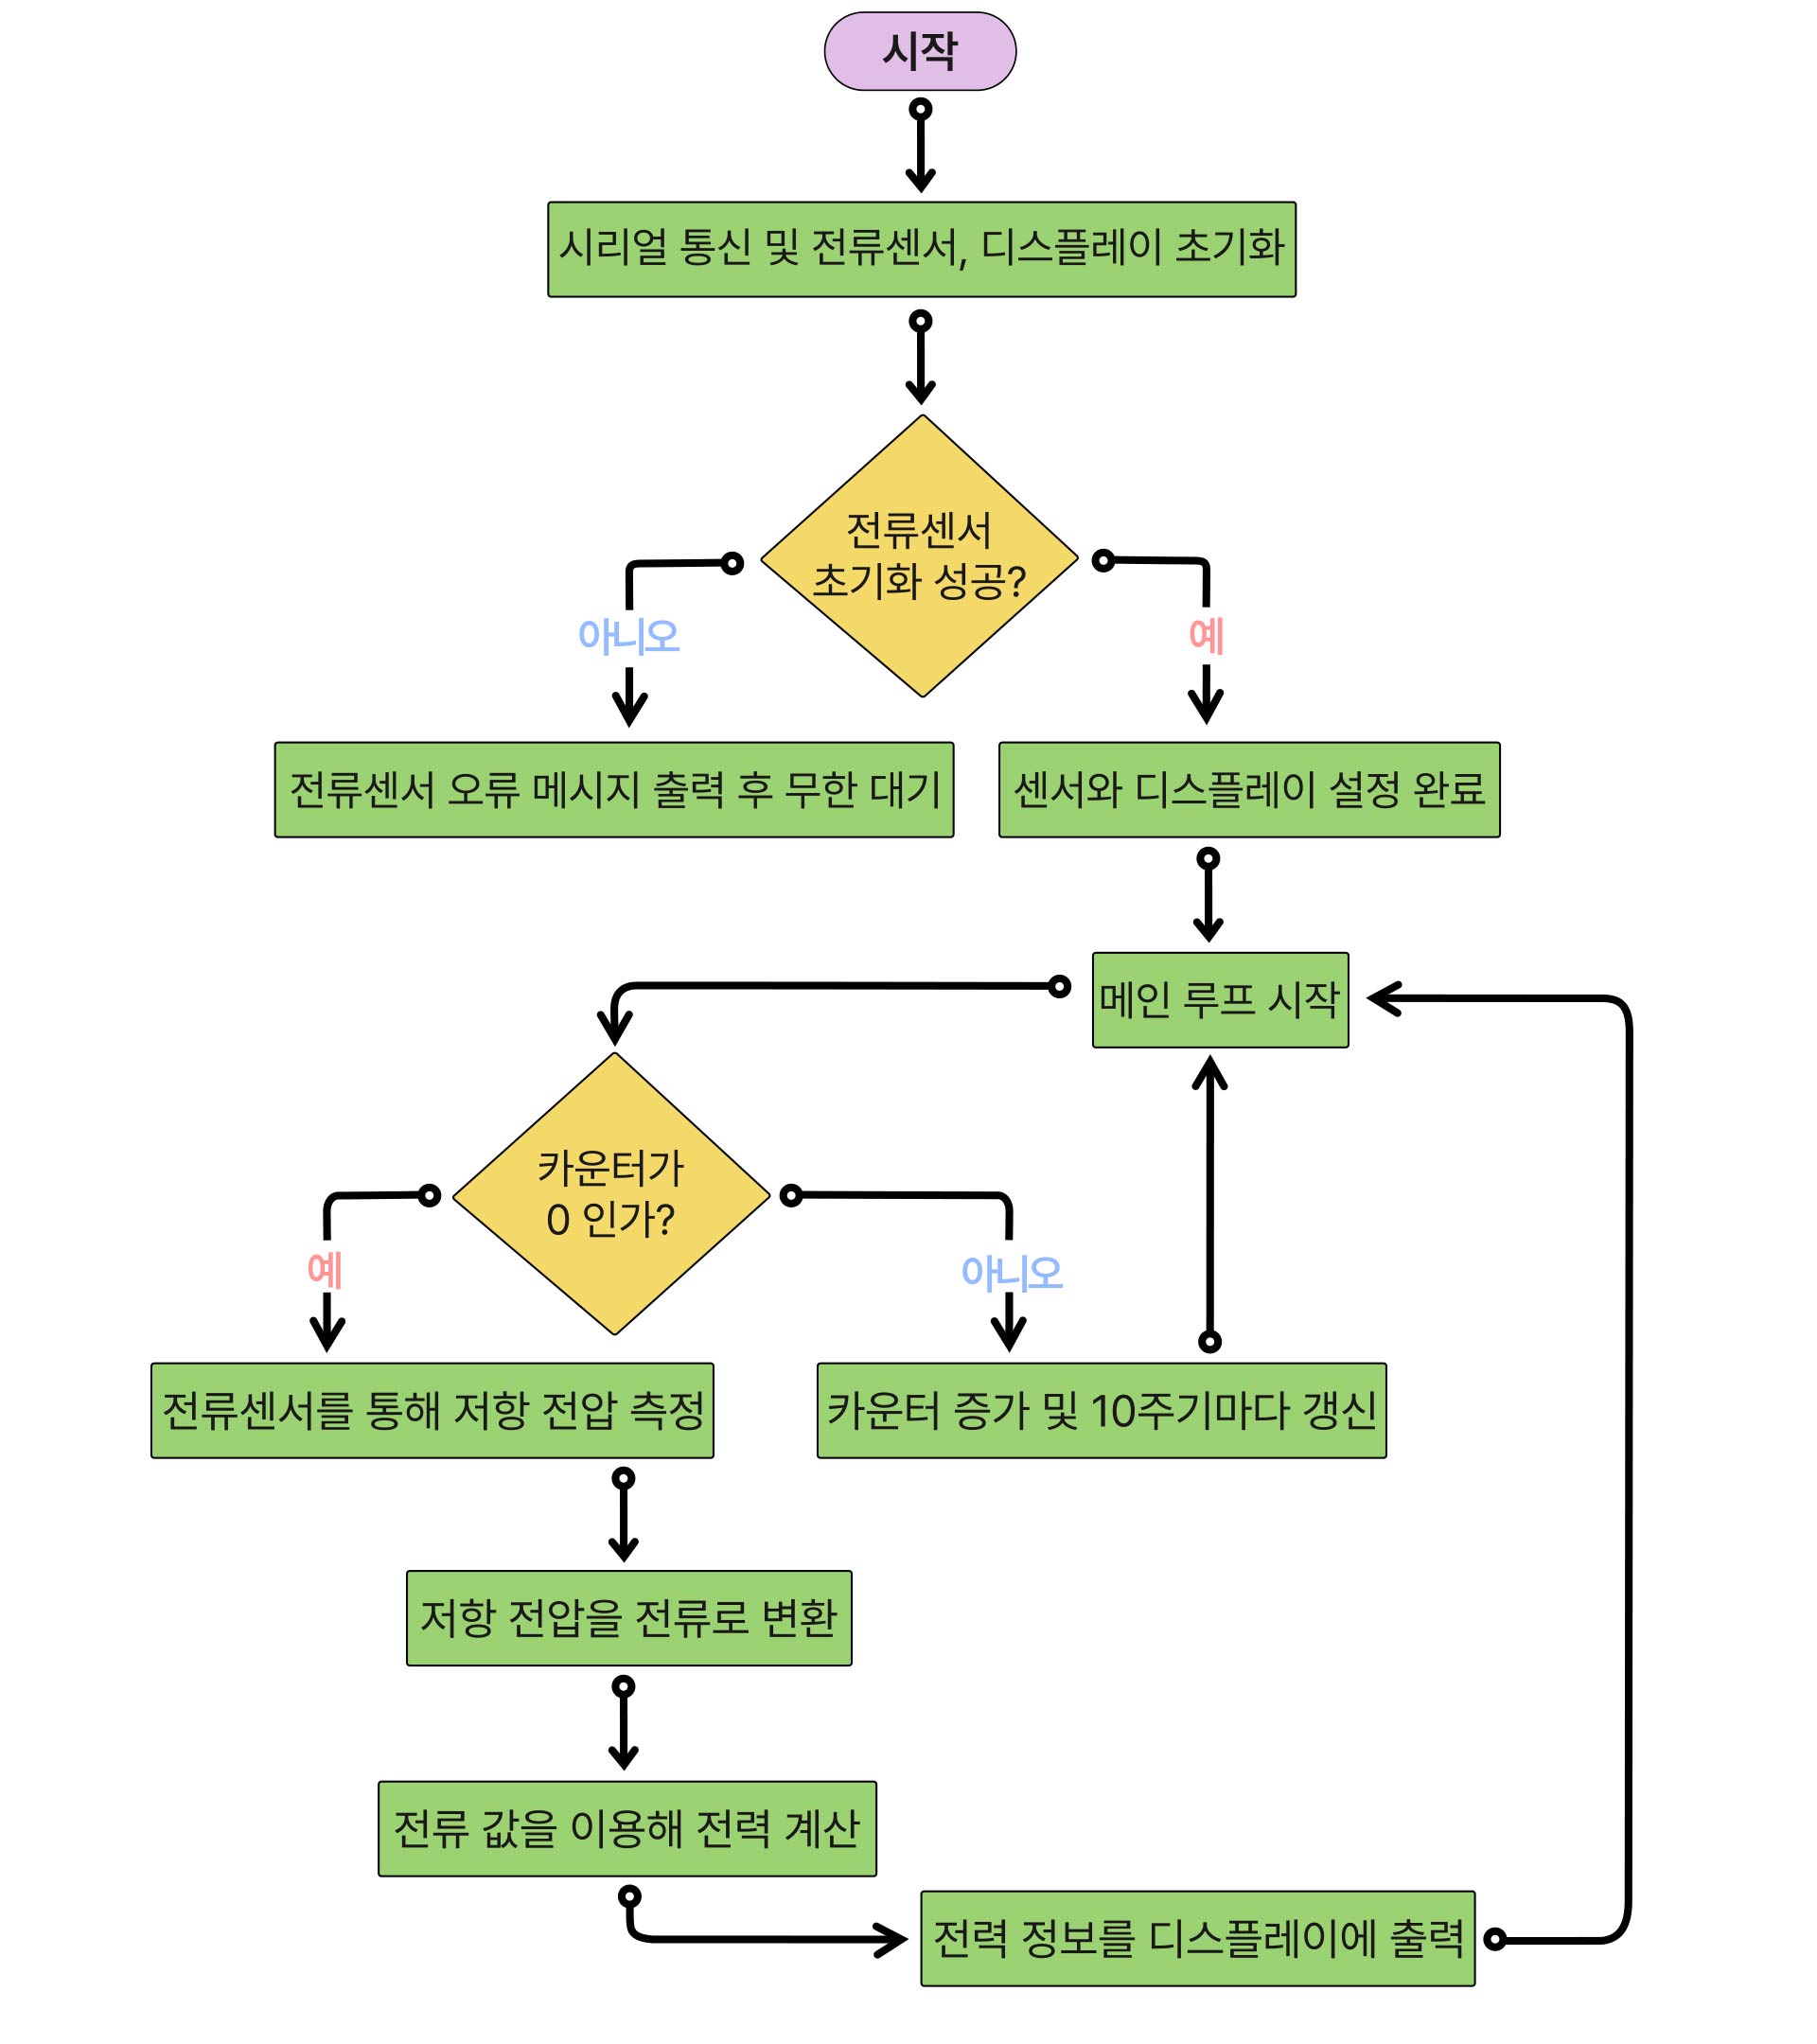 시작
시리얼 통신 및 전류센서, 디스플레이 초기화
전류센서
초기화 성공?
아니오
예
전류센서 오류 메시지 출력 후 무한 대기
센서와 디스플레이 설정 완료
메인 루프 시작
카운터가
0 인가?
예
아니오
전류센서를 통해 저항 전압 측정
카운터 증가 및 10주기마다 갱신
저항 전압을 전류로 변환
전류 값을 이용해 전력 계산
전력 정보를 디스플레이에 출력